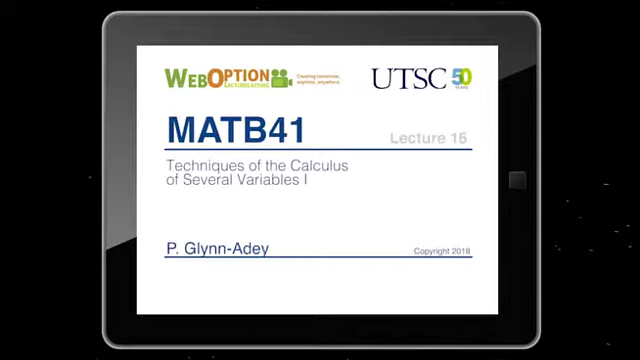 WEBOPTION
LECTURECASTING
Creating tomorrow,
anytime, anywhere.
UTSC 50
YEARS
MATB41
Lecture 16
Techniques of the Calculus
of Several Variables I
P. Glynn-Adey
Copyright 2018